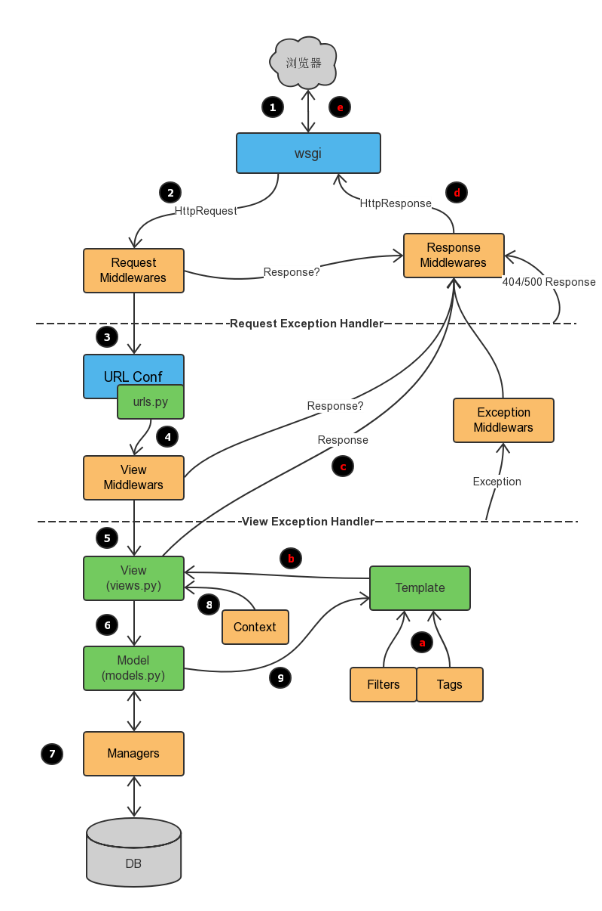 浏览器
1
e
wsgi
2
d
HttpRequest
HttpResponse
Request
Middlewares
Response?
Response
Middlewares
404/500 Response
Request Exception Handler
3
URL Conf
urls.py
4
Response?
Response
c
Exception
Middlewars
View
Middlewars
Exception
View Exception Handler
5
b
View
(views.py)
Template
8
Context
6
a
Model
(models.py)
9
Filters
Tags
7
Managers
DB